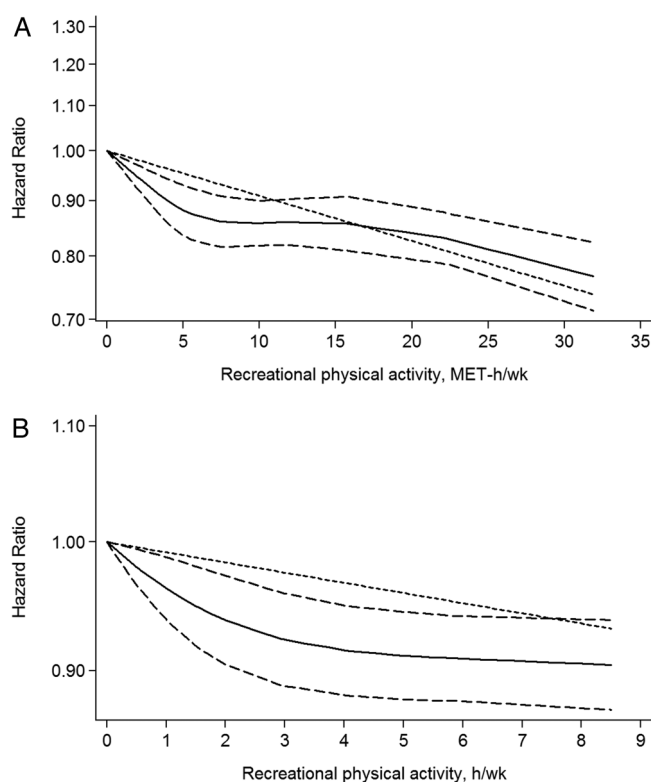 A
1.30
1.20
1.10
1.00
0.90
0.80
0.70
Hazard Ratio
0 5 10 15 20 25 30 35
Recreational physical activity, MET-h/wk
B
1.10
1.00
0.90
Hazard Ratio
0 1 2 3 4 5 6 7 8 9
Recreational physical activity, h/wk